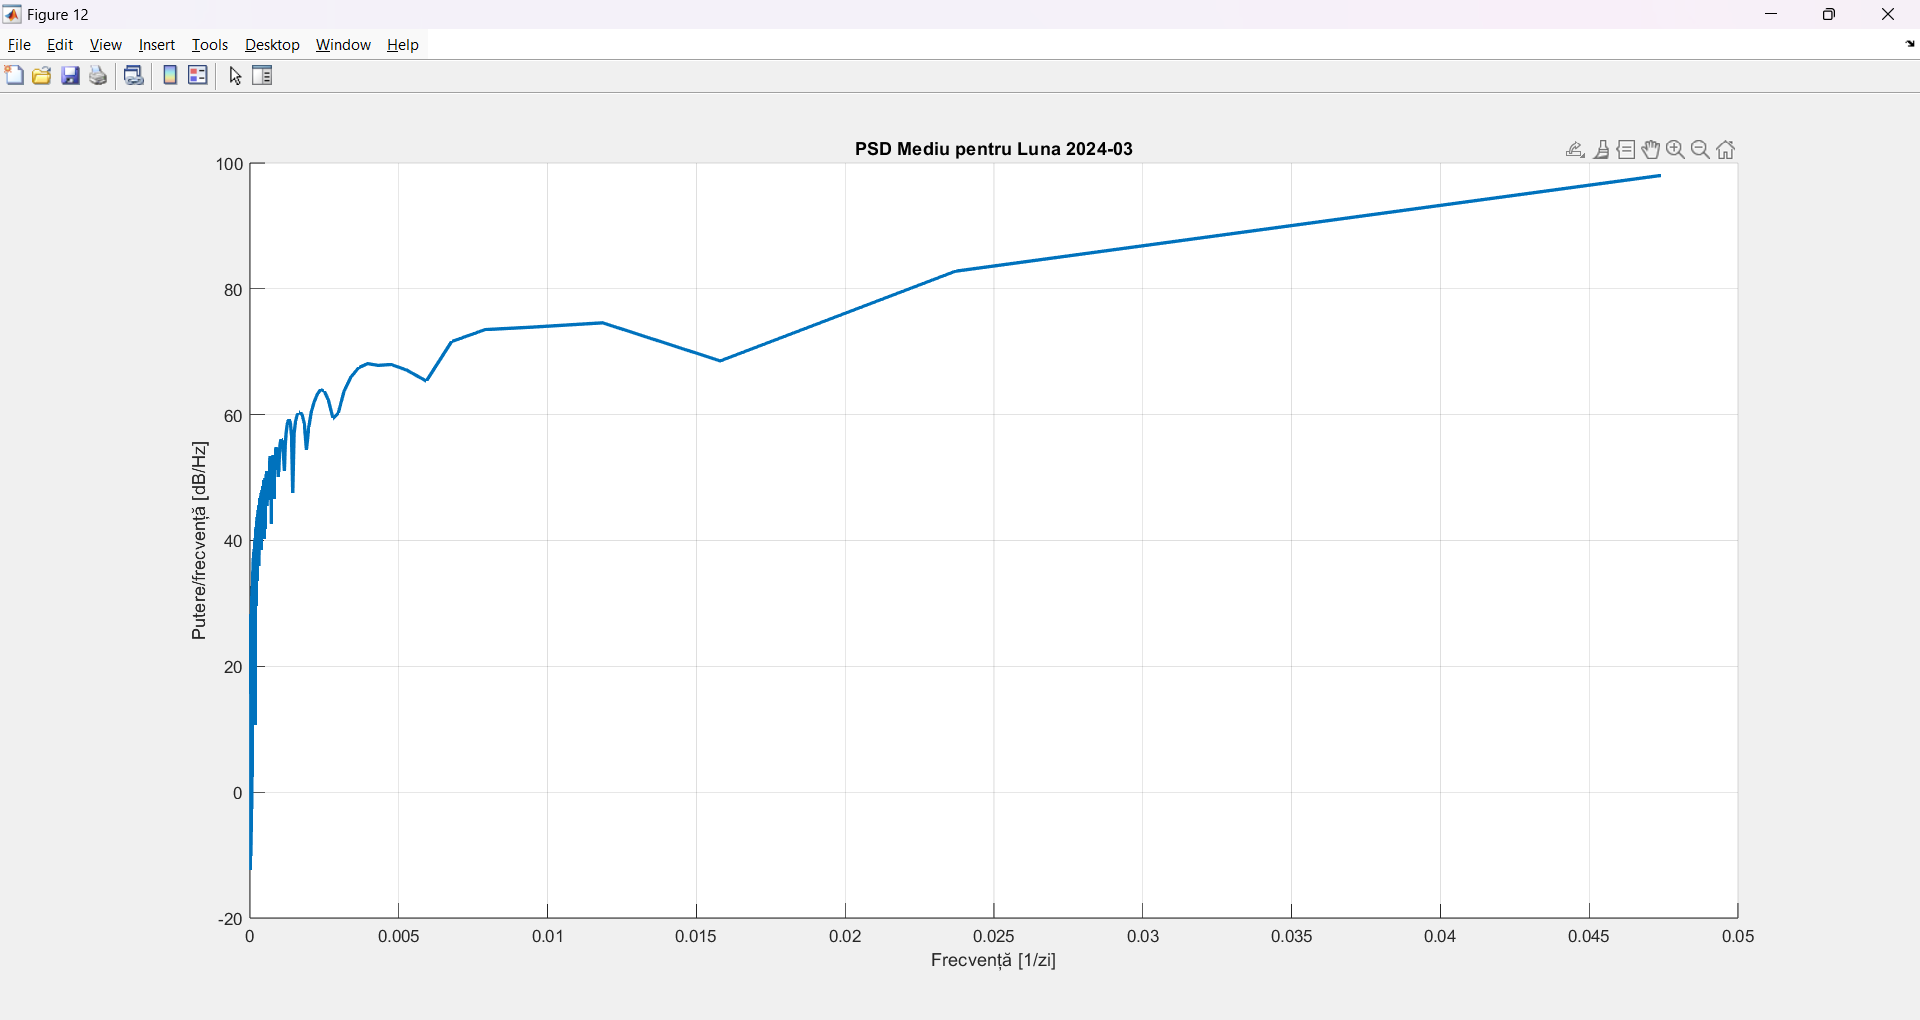 Figure 12
File Edit View Insert Tools Desktop Window Help
PSD Mediu pentru Luna 2024-03
100
80
60
40
20
0
-20
Putere/frecvență [dB/Hz]
0 0.005 0.01 0.015 0.02 0.025 0.03 0.035 0.04 0.045 0.05
Frecvență [1/zi]